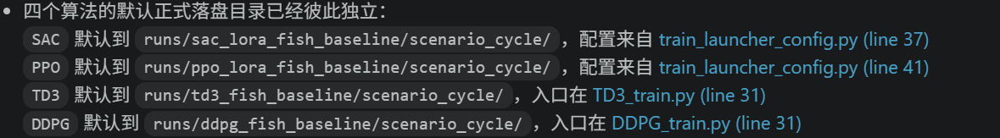 • 四个算法的默认正式落盘目录已经彼此独立：
SAC 默认到 runs/sac_lora_fish_baseline/scenario_cycle/ ，配置来自 train_launcher_config.py (line 37)
PPO 默认到 runs/ppo_lora_fish_baseline/scenario_cycle/ ，配置来自 train_launcher_config.py (line 41)
TD3 默认到 runs/td3_fish_baseline/scenario_cycle/ ，入口在 TD3_train.py (line 31)
DDPG 默认到 runs/ddpg_fish_baseline/scenario_cycle/ ，入口在 DDPG_train.py (line 31)